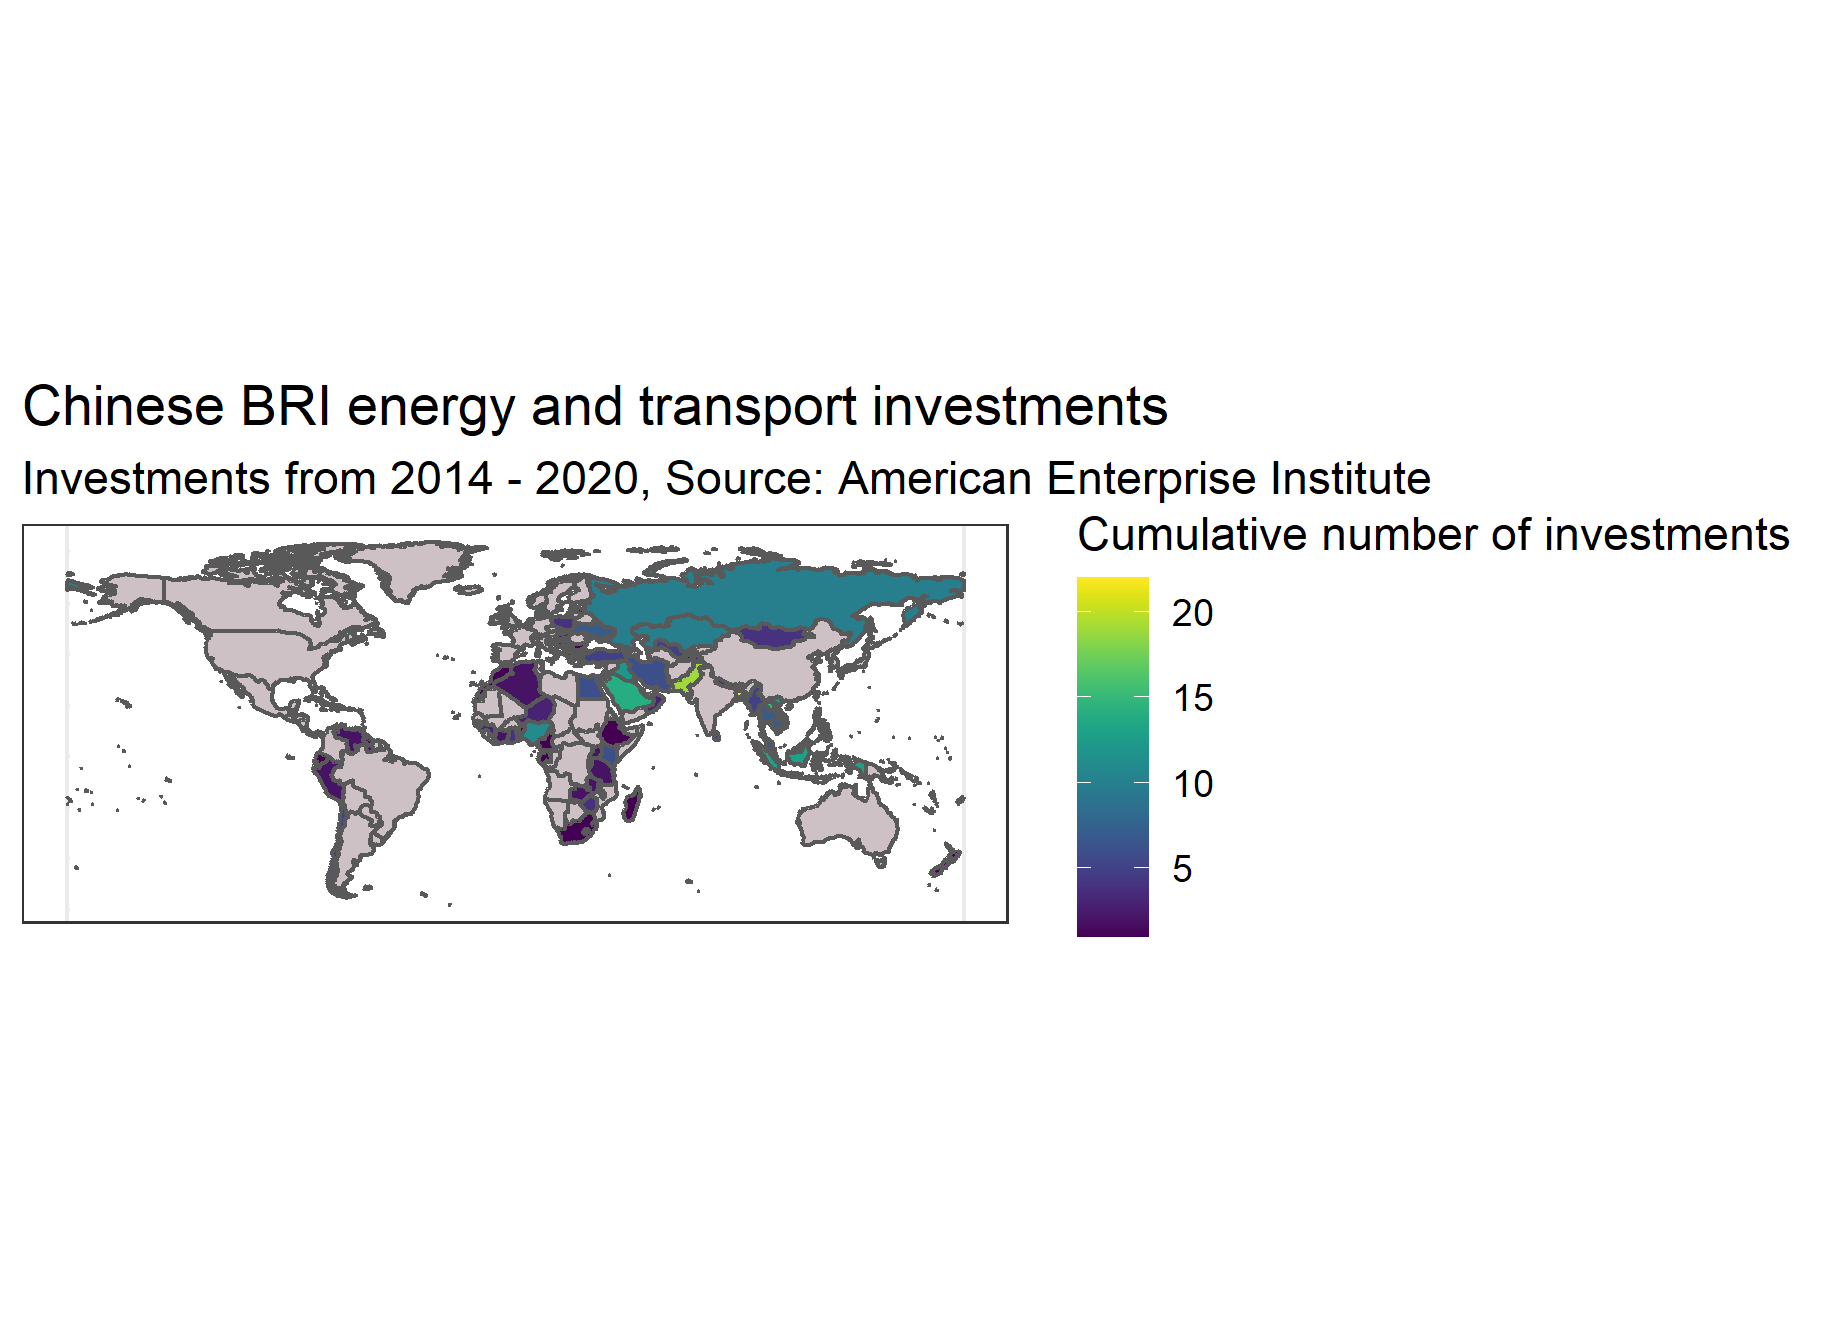 Chinese BRI energy and transport investments
Investments from 2014 - 2020, Source: American Enterprise Institute
Cumulative number of investments
20
15
10
5